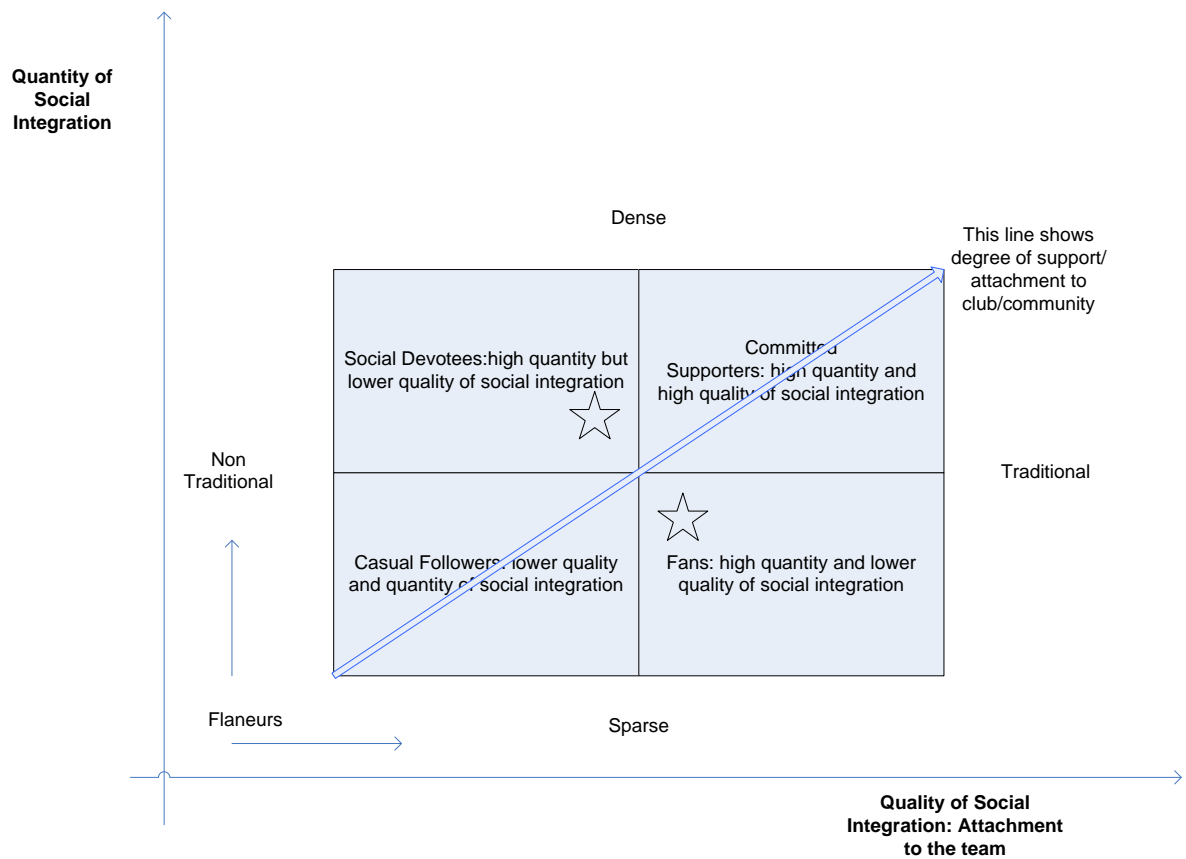 Quantity of
Social
Integration
Dense
This line shows
degree of support/
attachment to
club/community
Social Devotees:high quantity but
lower quality of social integration
Committed
Supporters: high quantity and
high quality of social integration
Non
Traditional
Traditional
Casual Followers: lower quality
and quantity of social integration
Fans: high quantity and lower
quality of social integration
Flaneurs
Sparse
Quality of Social
Integration: Attachment
to the team